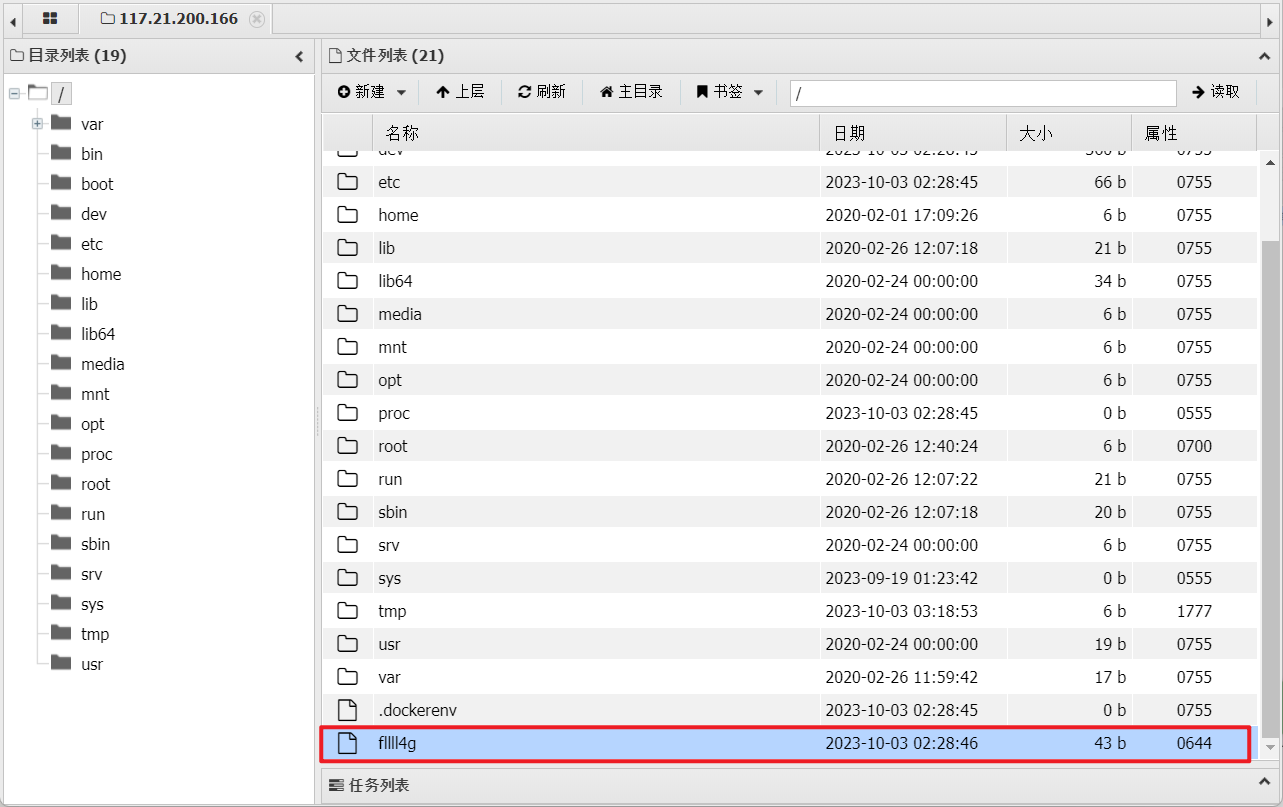 117.21.200.166
目录列表 (19)
/
var
bin
boot
dev
etc
home
lib
lib64
media
mnt
opt
proc
root
run
sbin
srv
sys
tmp
usr
文件列表 (21)
新建 上层 刷新 主目录 书签 / 读取
名称 日期 大小 属性
etc 2023-10-03 02:28:45 66 b 0755
home 2020-02-01 17:09:26 6 b 0755
lib 2020-02-26 12:07:18 21 b 0755
lib64 2020-02-24 00:00:00 34 b 0755
media 2020-02-24 00:00:00 6 b 0755
mnt 2020-02-24 00:00:00 6 b 0755
opt 2020-02-24 00:00:00 6 b 0755
proc 2023-10-03 02:28:45 0 b 0555
root 2020-02-26 12:40:24 6 b 0700
run 2020-02-26 12:07:22 21 b 0755
sbin 2020-02-26 12:07:18 20 b 0755
srv 2020-02-24 00:00:00 6 b 0755
sys 2023-09-19 01:23:42 0 b 0555
tmp 2023-10-03 03:18:53 6 b 1777
usr 2020-02-24 00:00:00 19 b 0755
var 2020-02-26 11:59:42 17 b 0755
.dockerenv 2023-10-03 02:28:45 0 b 0755
fllll4g 2023-10-03 02:28:46 43 b 0644
任务列表